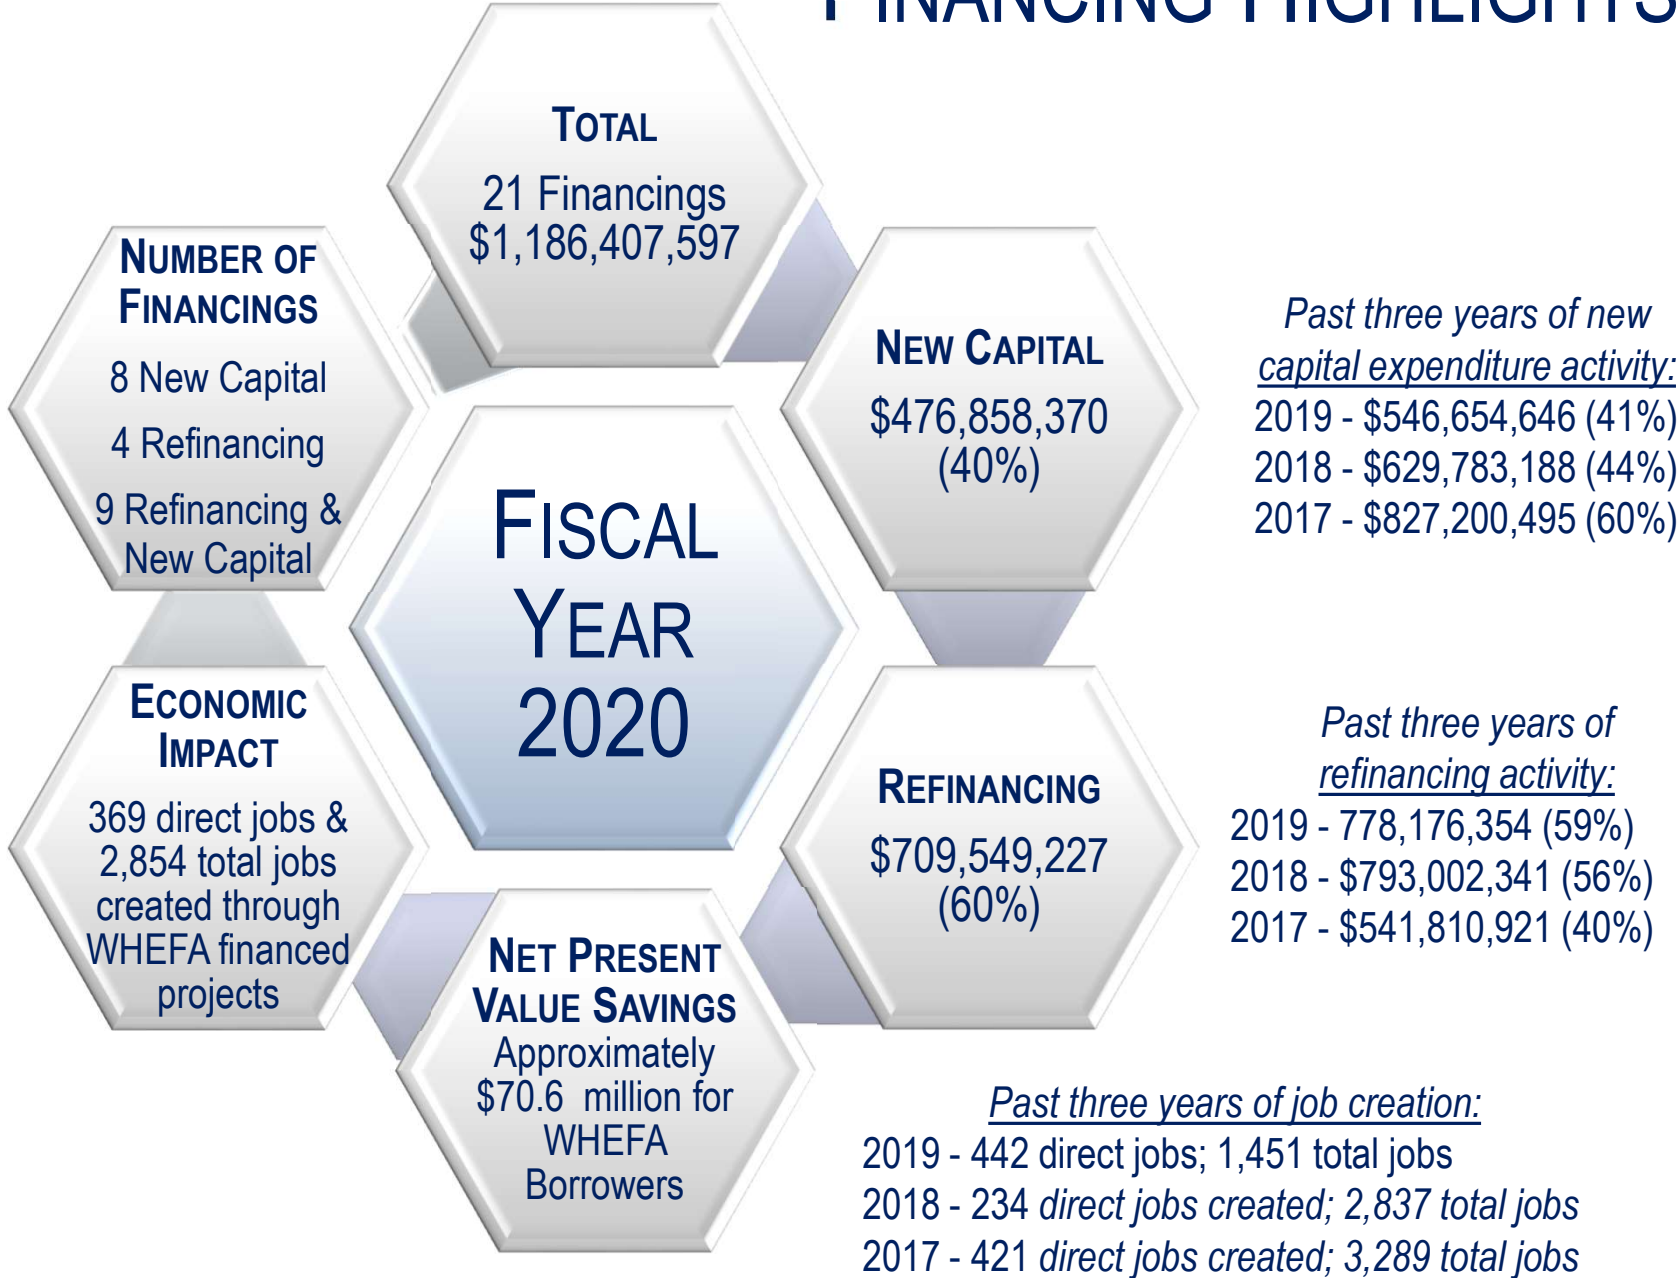 FINANCING HIGHLIGHTS
TOTAL
21 Financings
$1,186,407,597
NUMBER OF
FINANCINGS
8 New Capital
4 Refinancing
9 Refinancing &
New Capital
NEW CAPITAL
$476,858,370
(40%)
Past three years of new
capital expenditure activity:
2019 - $546,654,646 (41%)
2018 - $629,783,188 (44%)
2017 - $827,200,495 (60%)
FISCAL
YEAR
2020
ECONOMIC
IMPACT
369 direct jobs &
2,854 total jobs
created through
WHEFA financed
projects
REFINANCING
$709,549,227
(60%)
Past three years of
refinancing activity:
2019 - 778,176,354 (59%)
2018 - $793,002,341 (56%)
2017 - $541,810,921 (40%)
NET PRESENT
VALUE SAVINGS
Approximately
$70.6  million for
WHEFA
Borrowers
Past three years of job creation:
2019 - 442 direct jobs; 1,451 total jobs
2018 - 234 direct jobs created; 2,837 total jobs
2017 - 421 direct jobs created; 3,289 total jobs